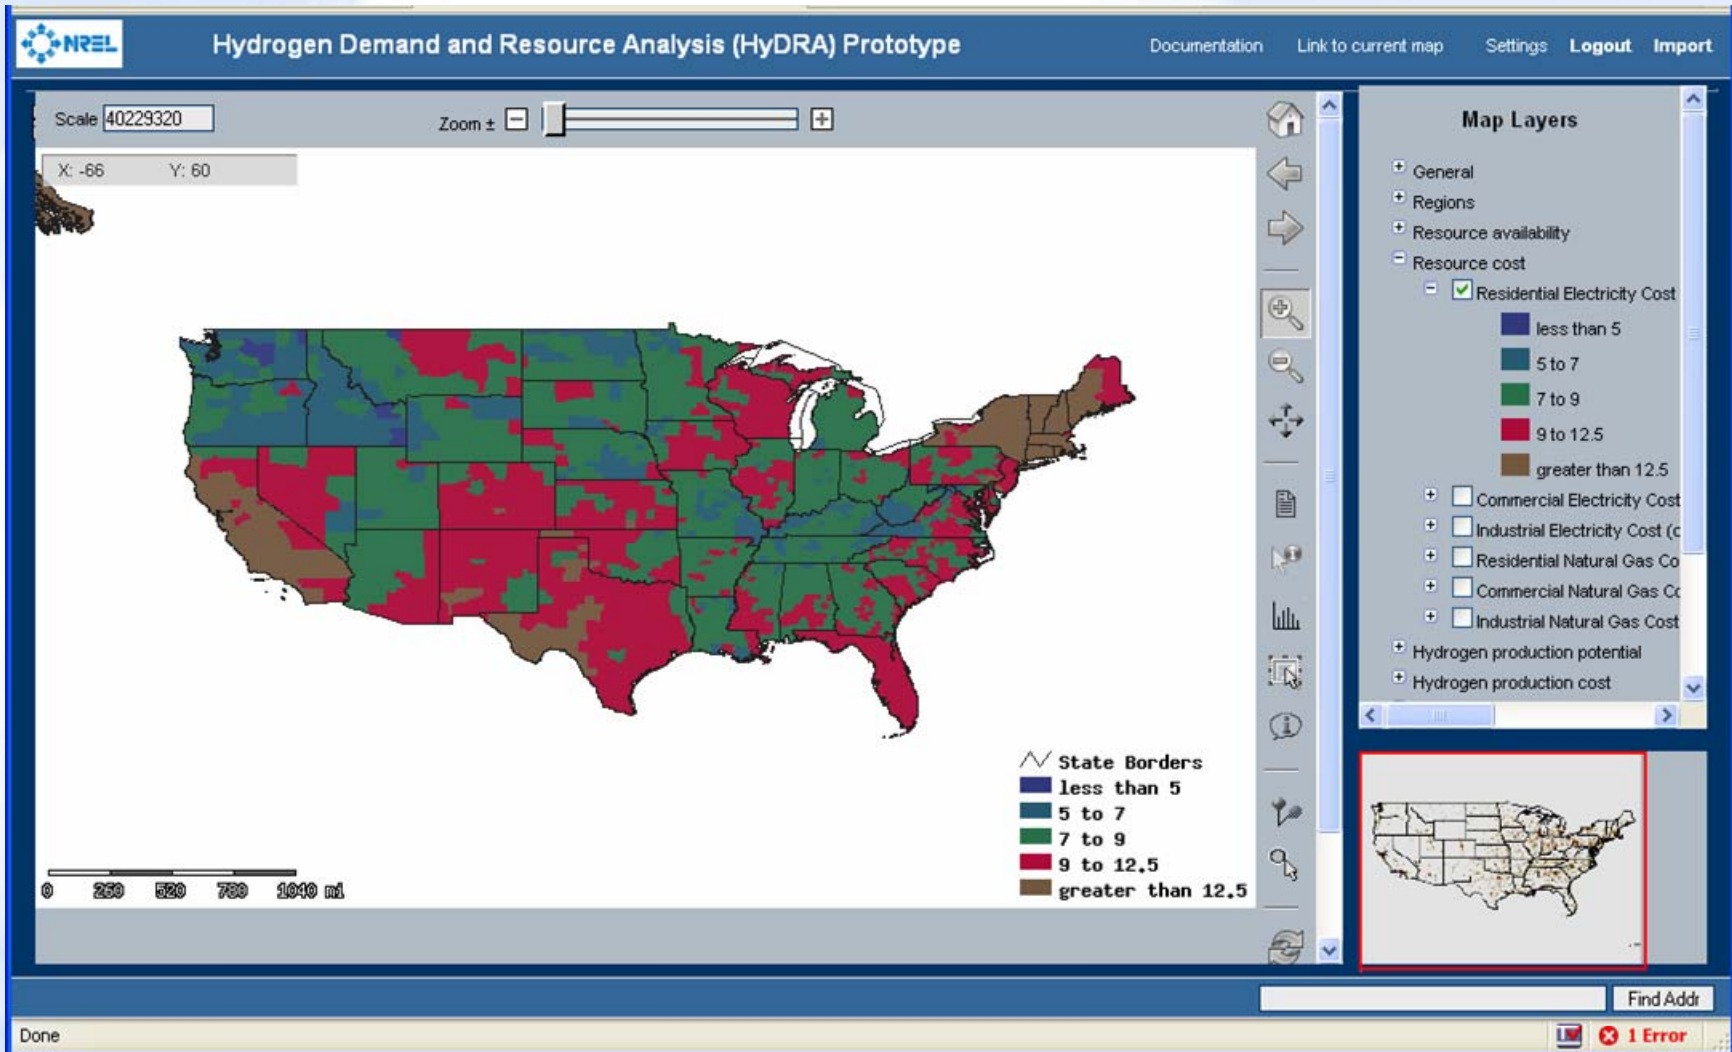 NREL
Hydrogen Demand and Resource Analysis (HyDRA) Prototype
Documentation
Link to current map
Settings
Logout
Import
Scale 40229320
Zoom ±
X: -66 Y: 60
Map Layers
General
Regions
Resource availability
Resource cost
Residential Electricity Cost
less than 5
5 to 7
7 to 9
9 to 12.5
greater than 12.5
Commercial Electricity Cost
Industrial Electricity Cost (c
Residential Natural Gas Co
Commercial Natural Gas Co
Industrial Natural Gas Cost
Hydrogen production potential
Hydrogen production cost
State Borders
less than 5
5 to 7
7 to 9
9 to 12.5
greater than 12.5
0 260 520 780 1040 mi
Find Addr
Done
1 Error